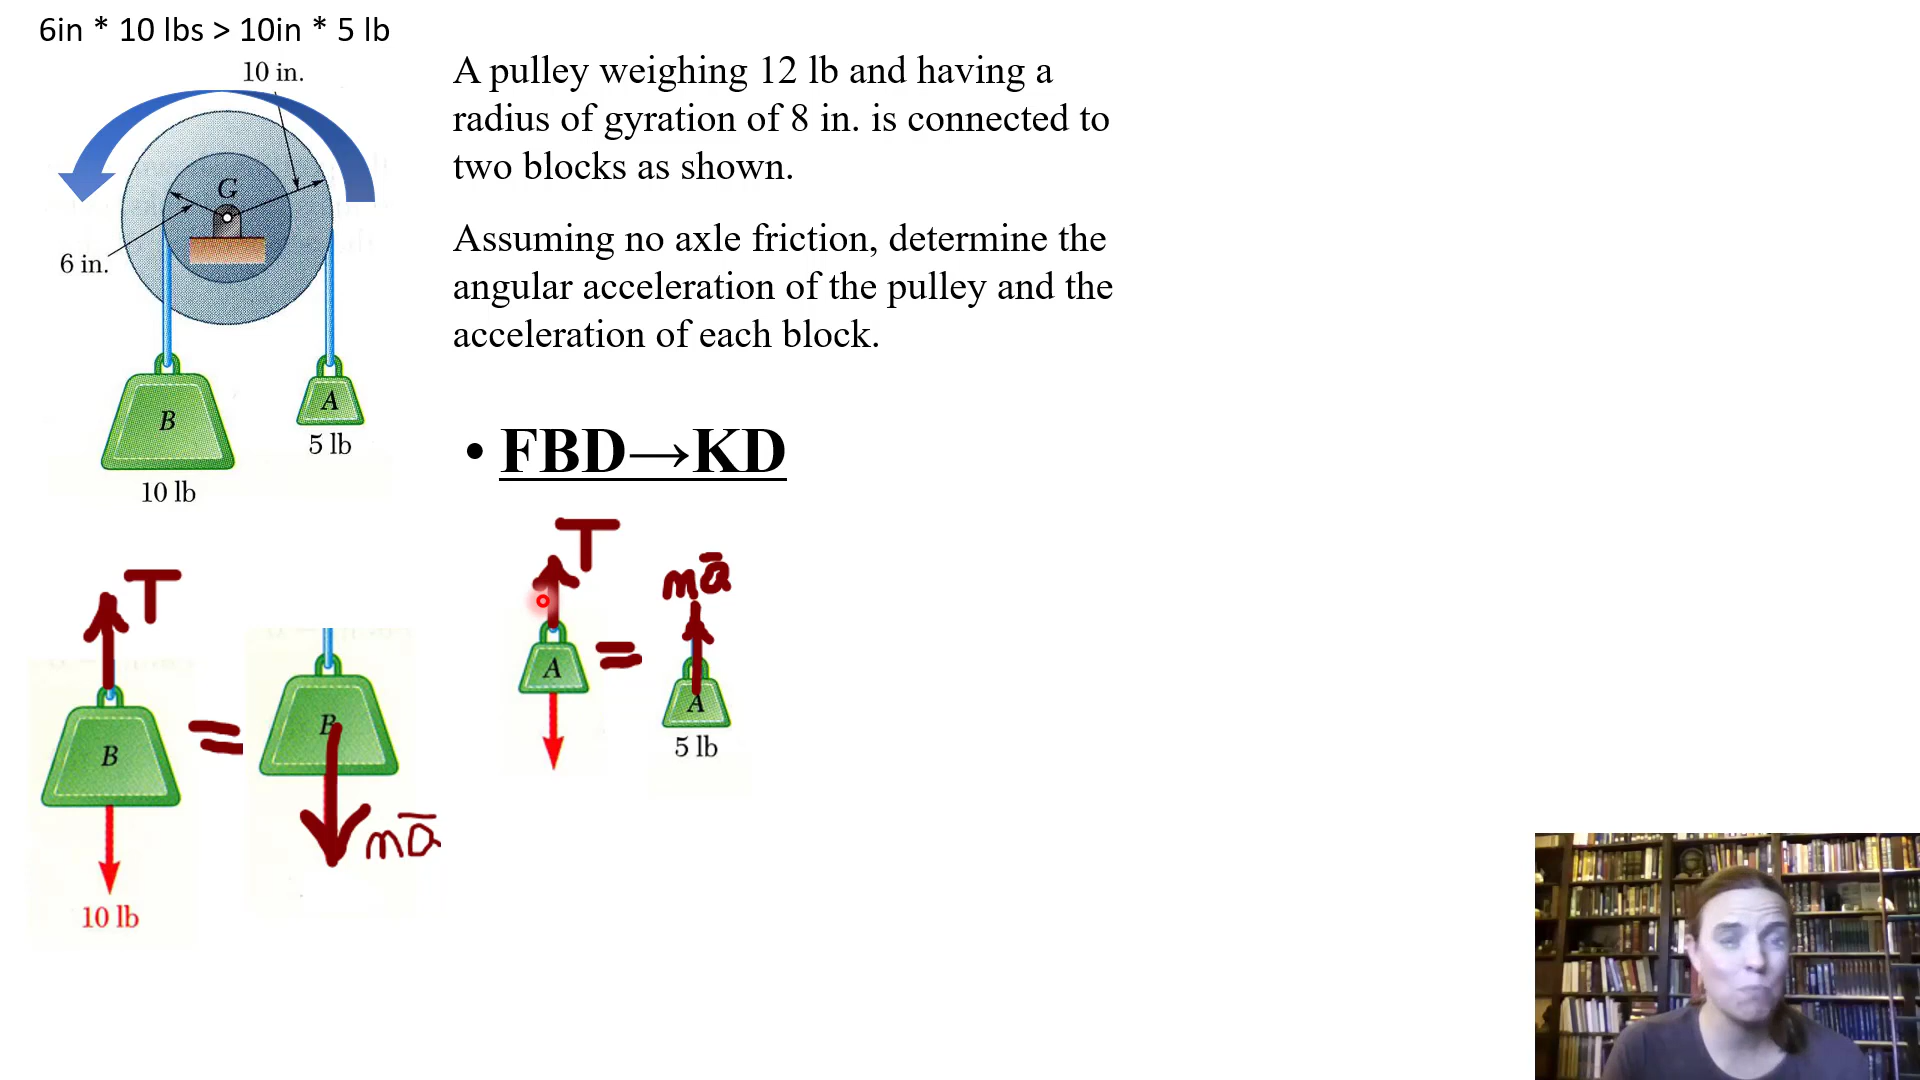 6in * 10 lbs > 10in * 5 lb
10 in.
G
6 in.
B
A
5 lb
10 lb
A pulley weighing 12 lb and having a
radius of gyration of 8 in. is connected to
two blocks as shown.
Assuming no axle friction, determine the
angular acceleration of the pulley and the
acceleration of each block.
• FBD→KD
T
B
10 lb
=
B
mā
T
A
=
mā
A
5 lb